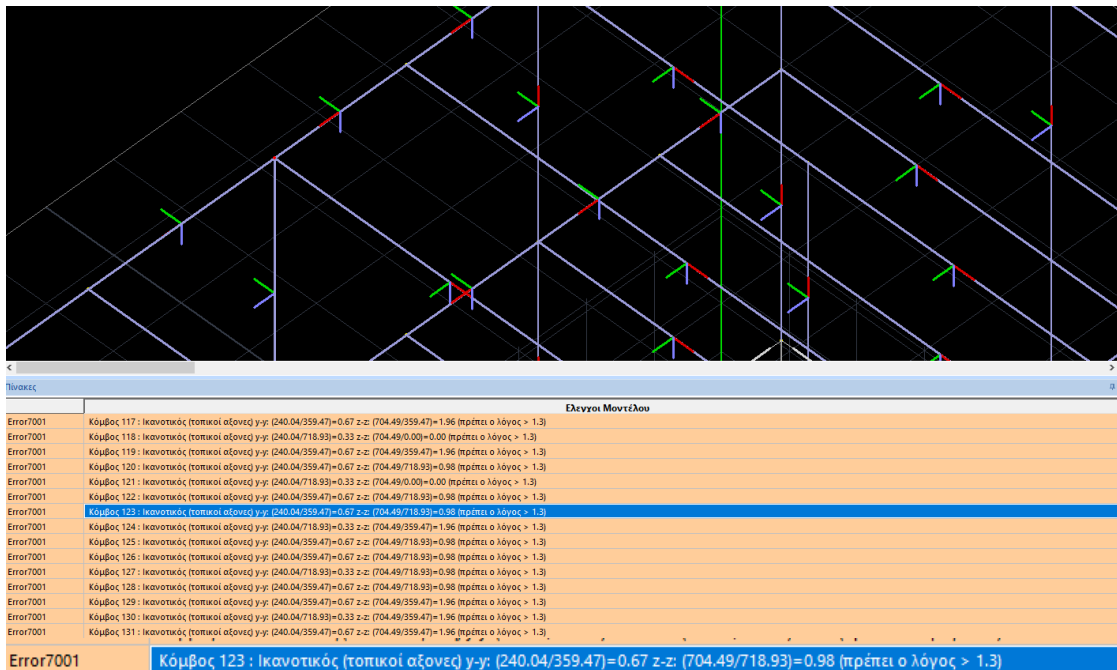 Πίνακες
Ελεγχοι Μοντέλου
Error7001 Κόμβος 117 : Ικανοτικός (τοπικοί αξονες) y-y: (240.04/359.47)=0.67 z-z: (704.49/359.47)=1.96 (πρέπει ο λόγος > 1.3)
Error7001 Κόμβος 118 : Ικανοτικός (τοπικοί αξονες) y-y: (240.04/718.93)=0.33 z-z: (704.49/0.00)=0.00 (πρέπει ο λόγος > 1.3)
Error7001 Κόμβος 119 : Ικανοτικός (τοπικοί αξονες) y-y: (240.04/359.47)=0.67 z-z: (704.49/359.47)=1.96 (πρέπει ο λόγος > 1.3)
Error7001 Κόμβος 120 : Ικανοτικός (τοπικοί αξονες) y-y: (240.04/359.47)=0.67 z-z: (704.49/718.93)=0.98 (πρέπει ο λόγος > 1.3)
Error7001 Κόμβος 121 : Ικανοτικός (τοπικοί αξονες) y-y: (240.04/718.93)=0.33 z-z: (704.49/0.00)=0.00 (πρέπει ο λόγος > 1.3)
Error7001 Κόμβος 122 : Ικανοτικός (τοπικοί αξονες) y-y: (240.04/359.47)=0.67 z-z: (704.49/718.93)=0.98 (πρέπει ο λόγος > 1.3)
Error7001 Κόμβος 123 : Ικανοτικός (τοπικοί αξονες) y-y: (240.04/359.47)=0.67 z-z: (704.49/718.93)=0.98 (πρέπει ο λόγος > 1.3)
Error7001 Κόμβος 124 : Ικανοτικός (τοπικοί αξονες) y-y: (240.04/718.93)=0.33 z-z: (704.49/359.47)=1.96 (πρέπει ο λόγος > 1.3)
Error7001 Κόμβος 125 : Ικανοτικός (τοπικοί αξονες) y-y: (240.04/359.47)=0.67 z-z: (704.49/718.93)=0.98 (πρέπει ο λόγος > 1.3)
Error7001 Κόμβος 126 : Ικανοτικός (τοπικοί αξονες) y-y: (240.04/359.47)=0.67 z-z: (704.49/718.93)=0.98 (πρέπει ο λόγος > 1.3)
Error7001 Κόμβος 127 : Ικανοτικός (τοπικοί αξονες) y-y: (240.04/718.93)=0.33 z-z: (704.49/718.93)=0.98 (πρέπει ο λόγος > 1.3)
Error7001 Κόμβος 128 : Ικανοτικός (τοπικοί αξονες) y-y: (240.04/359.47)=0.67 z-z: (704.49/718.93)=0.98 (πρέπει ο λόγος > 1.3)
Error7001 Κόμβος 129 : Ικανοτικός (τοπικοί αξονες) y-y: (240.04/359.47)=0.67 z-z: (704.49/359.47)=1.96 (πρέπει ο λόγος > 1.3)
Error7001 Κόμβος 130 : Ικανοτικός (τοπικοί αξονες) y-y: (240.04/718.93)=0.33 z-z: (704.49/359.47)=1.96 (πρέπει ο λόγος > 1.3)
Error7001 Κόμβος 131 : Ικανοτικός (τοπικοί αξονες) y-y: (240.04/359.47)=0.67 z-z: (704.49/359.47)=1.96 (πρέπει ο λόγος > 1.3)
Error7001 Κόμβος 123 : Ικανοτικός (τοπικοί αξονες) y-y: (240.04/359.47)=0.67 z-z: (704.49/718.93)=0.98 (πρέπει ο λόγος > 1.3)